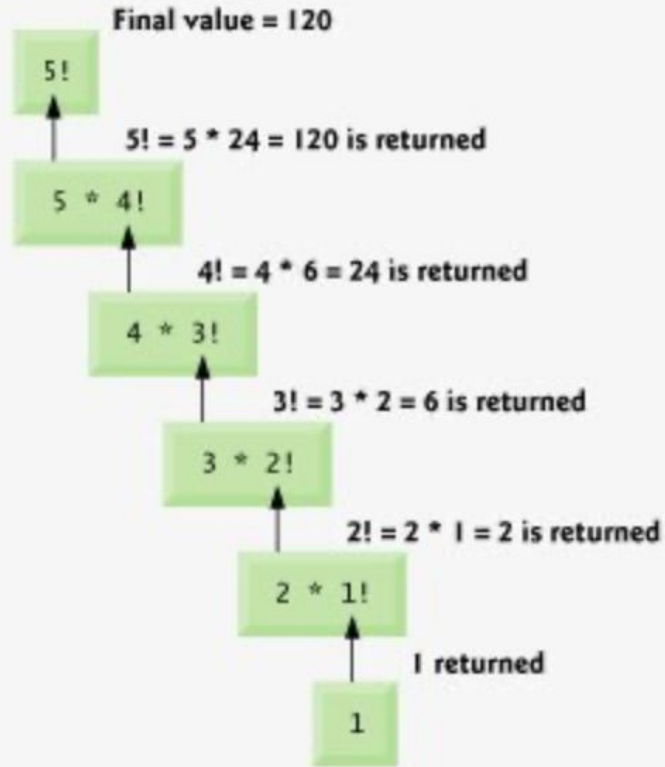 Final value = 120
5!
5! = 5 * 24 = 120 is returned
5 * 4!
4! = 4 * 6 = 24 is returned
4 * 3!
3! = 3 * 2 = 6 is returned
3 * 2!
2! = 2 * 1 = 2 is returned
2 * 1!
1 returned
1